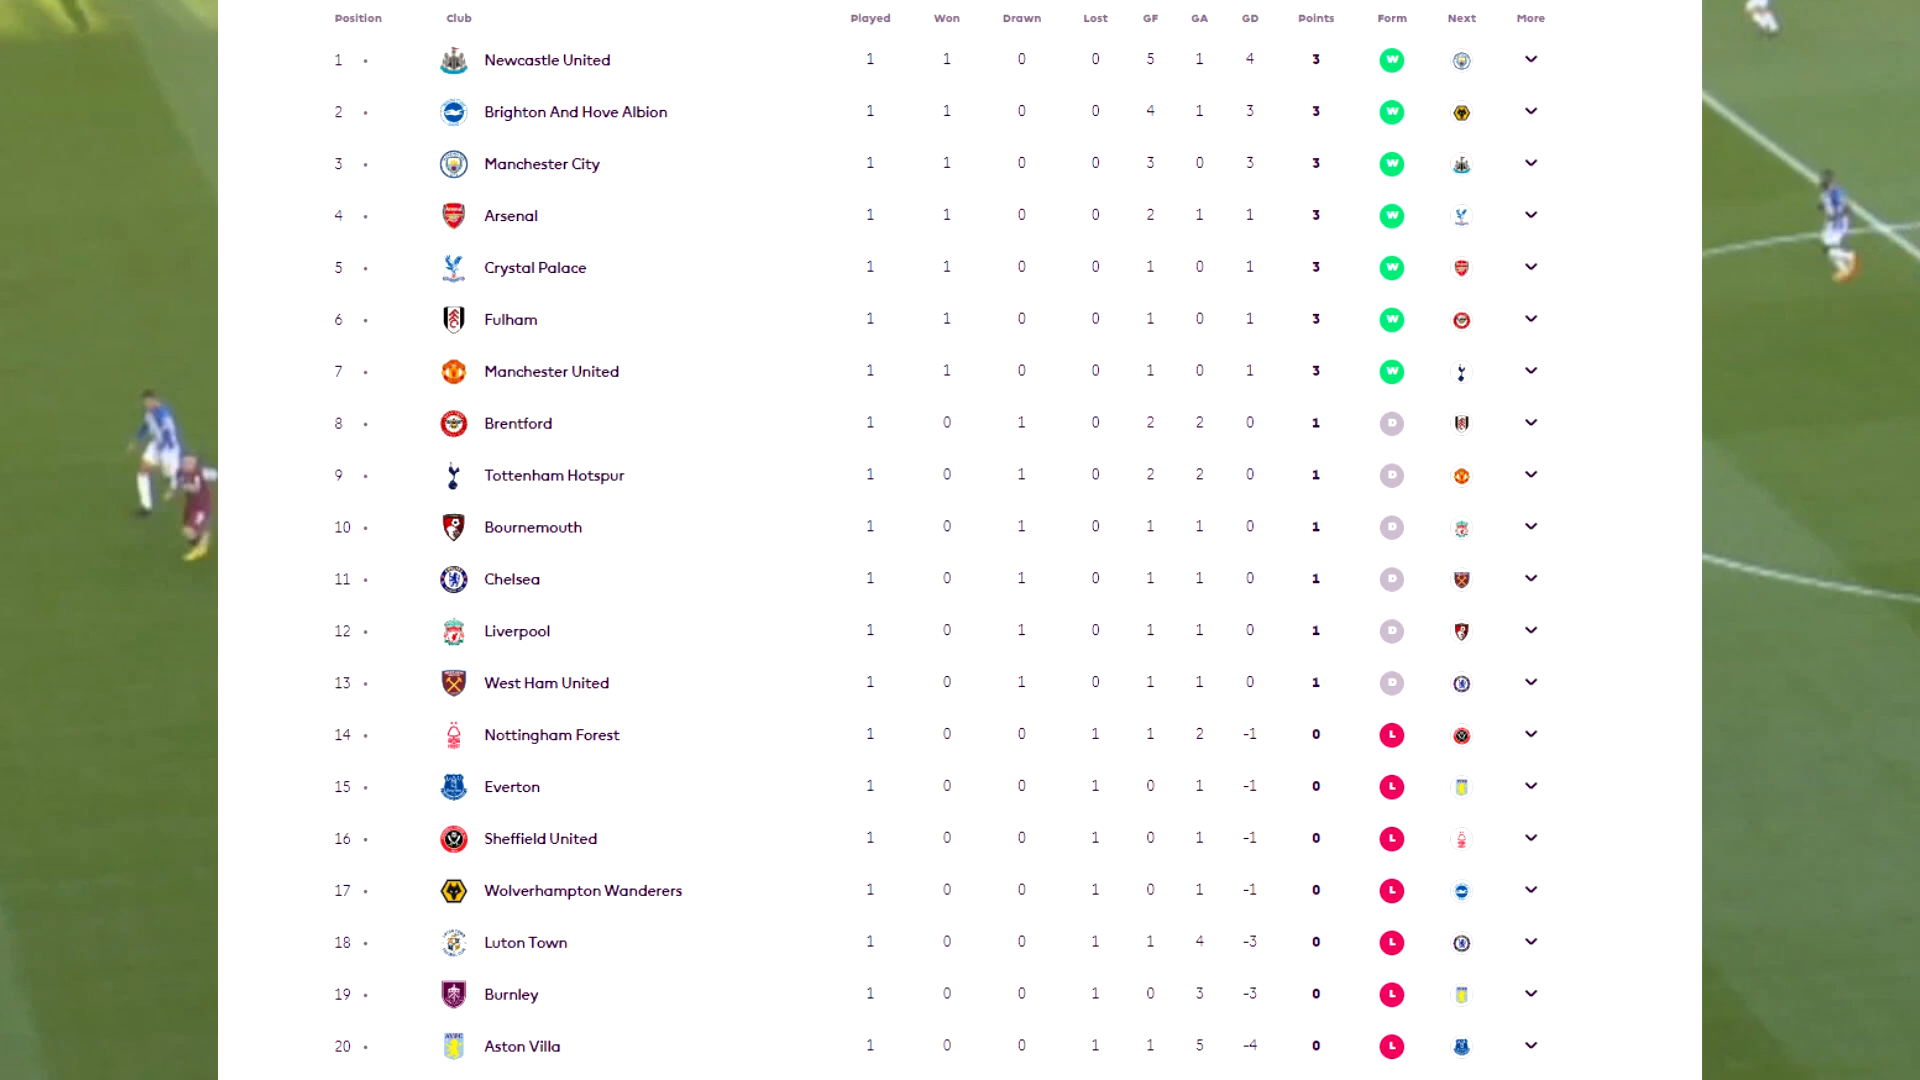 Position Club Played Won Drawn Lost GF GA GD Points Form Next More
1 Newcastle United 1 1 0 0 5 1 4 3 W
2 Brighton And Hove Albion 1 1 0 0 4 1 3 3 W
3 Manchester City 1 1 0 0 3 0 3 3 W
4 Arsenal 1 1 0 0 2 1 1 3 W
5 Crystal Palace 1 1 0 0 1 0 1 3 W
6 Fulham 1 1 0 0 1 0 1 3 W
7 Manchester United 1 1 0 0 1 0 1 3 W
8 Brentford 1 0 1 0 2 2 0 1 D
9 Tottenham Hotspur 1 0 1 0 2 2 0 1 D
10 Bournemouth 1 0 1 0 1 1 0 1 D
11 Chelsea 1 0 1 0 1 1 0 1 D
12 Liverpool 1 0 1 0 1 1 0 1 D
13 West Ham United 1 0 1 0 1 1 0 1 D
14 Nottingham Forest 1 0 0 1 1 2 -1 0 L
15 Everton 1 0 0 1 0 1 -1 0 L
16 Sheffield United 1 0 0 1 0 1 -1 0 L
17 Wolverhampton Wanderers 1 0 0 1 0 1 -1 0 L
18 Luton Town 1 0 0 1 1 4 -3 0 L
19 Burnley 1 0 0 1 0 3 -3 0 L
20 Aston Villa 1 0 0 1 1 5 -4 0 L